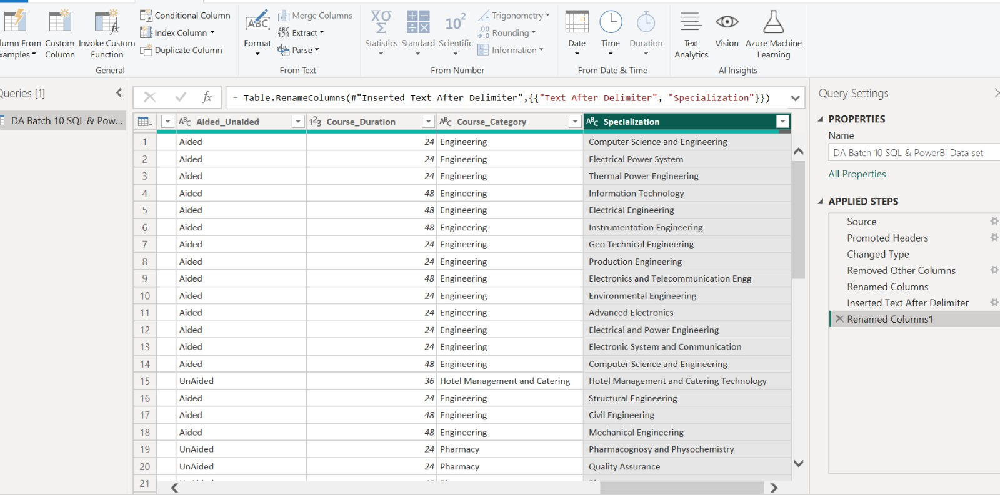 Conditional Column
Index Column
Duplicate Column
Custom Column
Invoke Custom Function
General
ABC
Format
Merge Columns
ABC 123 Extract
abc Parse
From Text
Statistics
Standard
10² Scientific
Trigonometry
.00 Rounding
Information
From Number
Date
Time
Duration
From Date & Time
Text Analytics
Vision
Azure Machine Learning
AI Insights
[1]
DA Batch 10 SQL & Pow...
fx
= Table.RenameColumns(#"Inserted Text After Delimiter",{{"Text After Delimiter", "Specialization"}})
ABC Aided_Unaided 123 Course_Duration ABC Course_Category ABC Specialization
1 Aided 24 Engineering Computer Science and Engineering
2 Aided 24 Engineering Electrical Power System
3 Aided 24 Engineering Thermal Power Engineering
4 Aided 48 Engineering Information Technology
5 Aided 48 Engineering Electrical Engineering
6 Aided 48 Engineering Instrumentation Engineering
7 Aided 24 Engineering Geo Technical Engineering
8 Aided 24 Engineering Production Engineering
9 Aided 48 Engineering Electronics and Telecommunication Engg
10 Aided 24 Engineering Environmental Engineering
11 Aided 24 Engineering Advanced Electronics
12 Aided 24 Engineering Electrical and Power Engineering
13 Aided 24 Engineering Electronic System and Communication
14 Aided 48 Engineering Computer Science and Engineering
15 UnAided 36 Hotel Management and Catering Hotel Management and Catering Technology
16 Aided 24 Engineering Structural Engineering
17 Aided 48 Engineering Civil Engineering
18 Aided 48 Engineering Mechanical Engineering
19 UnAided 24 Pharmacy Pharmacognosy and Physochemistry
20 UnAided 24 Pharmacy Quality Assurance
21
Query Settings
PROPERTIES
Name
DA Batch 10 SQL & PowerBi Data set
All Properties
APPLIED STEPS
Source
Promoted Headers
Changed Type
Removed Other Columns
Renamed Columns
Inserted Text After Delimiter
Renamed Columns1